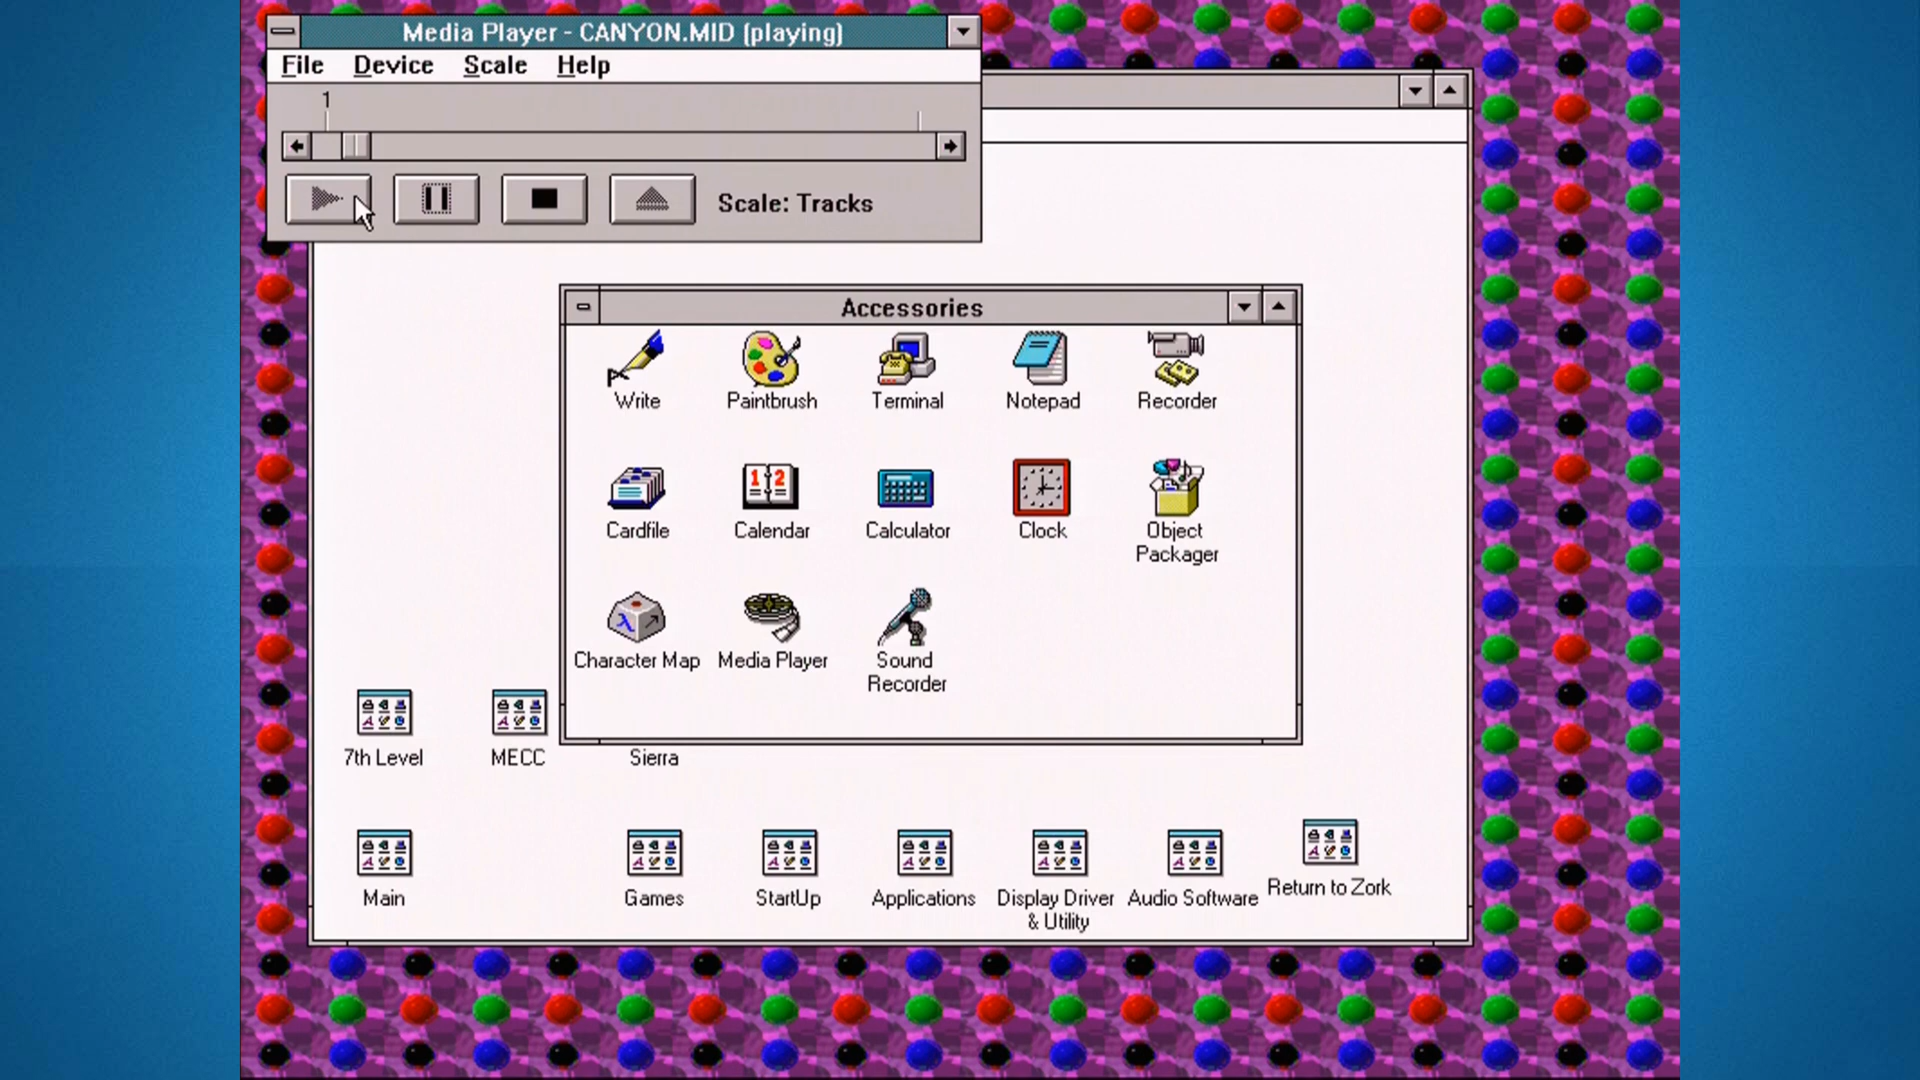 Media Player - CANYON.MID (playing)
File Device Scale Help
1
Scale: Tracks
Accessories
Write Paintbrush Terminal Notepad Recorder
1 2
Cardfile Calendar Calculator Clock Object
Packager
Character Map Media Player Sound
Recorder
7th Level MECC Sierra
Main Games StartUp Applications Display Driver
& Utility Audio Software Return to Zork